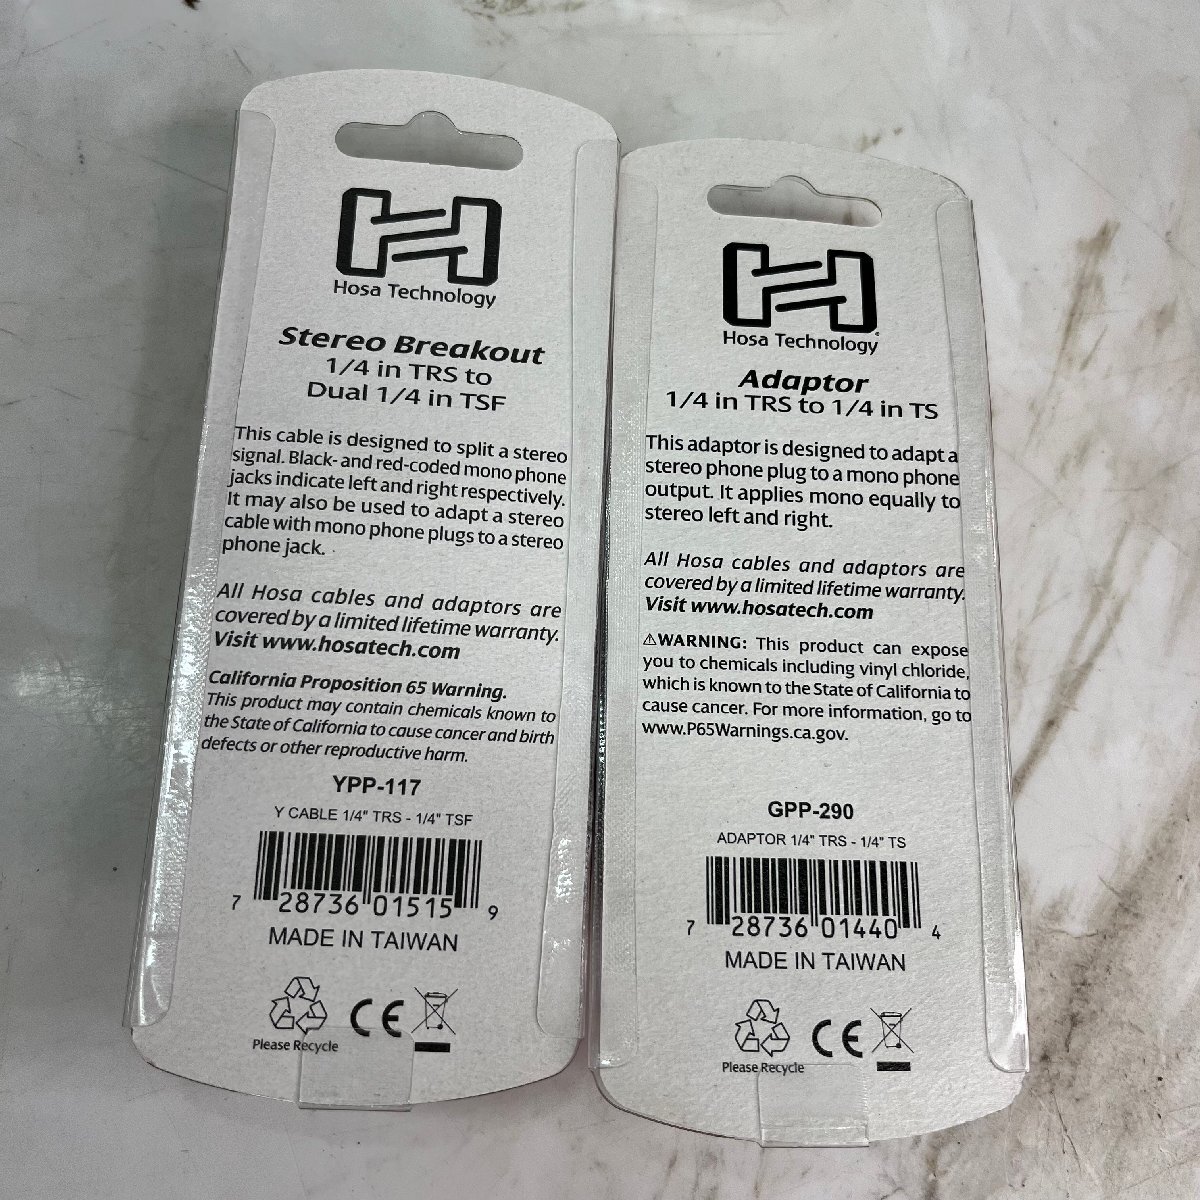 Hosa Technology
Stereo Breakout
1/4 in TRS to
Dual 1/4 in TSF
This cable is designed to split a stereo
signal. Black- and red-coded mono phone
jacks indicate left and right respectively.
It may also be used to adapt a stereo
cable with mono phone plugs to a stereo
phone jack.
All Hosa cables and adaptors are
covered by a limited lifetime warranty.
Visit www.hosatech.com
California Proposition 65 Warning.
This product may contain chemicals known to
the State of California to cause cancer and birth
defects or other reproductive harm.
YPP-117
Y CABLE 1/4" TRS - 1/4" TSF
7 28736 01515 9
MADE IN TAIWAN
CE
Please Recycle
Hosa Technology
Adaptor
1/4 in TRS to 1/4 in TS
This adaptor is designed to adapt a
stereo phone plug to a mono phone
output. It applies mono equally to
stereo left and right.
All Hosa cables and adaptors are
covered by a limited lifetime warranty.
Visit www.hosatech.com
⚠WARNING: This product can expose
you to chemicals including vinyl chloride,
which is known to the State of California to
cause cancer. For more information, go to
www.P65Warnings.ca.gov.
GPP-290
ADAPTOR 1/4" TRS - 1/4" TS
7 28736 01440 4
MADE IN TAIWAN
CE
Please Recycle